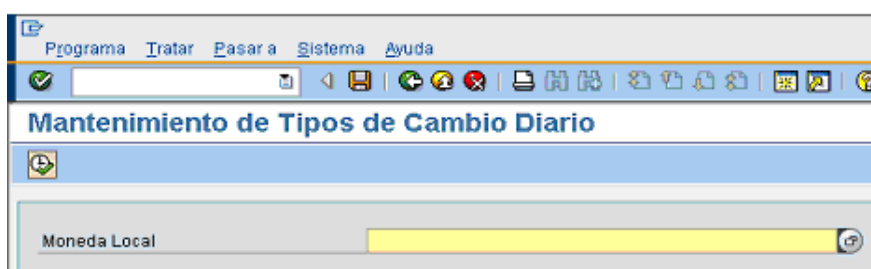 Programa Tratar Pasar a Sistema Ayuda
Mantenimiento de Tipos de Cambio Diario
Moneda Local